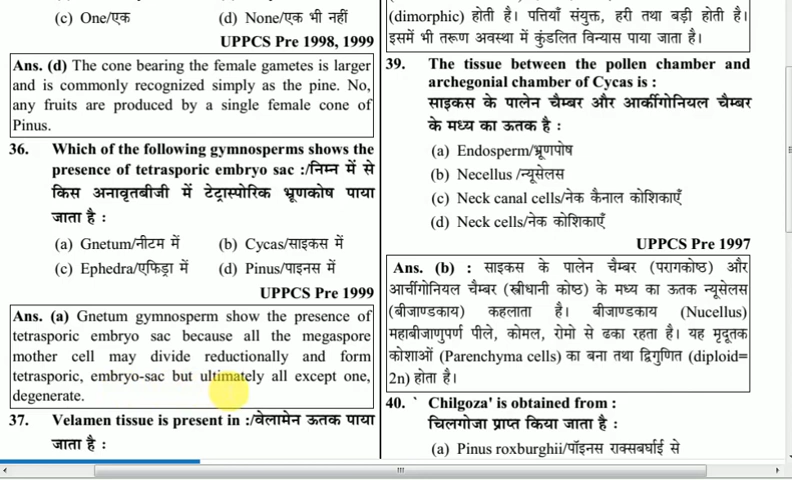 (c) One/एक (d) None/एक भी नहीं
UPPCS Pre 1998, 1999
Ans. (d) The cone bearing the female gametes is larger
and is commonly recognized simply as the pine. No,
any fruits are produced by a single female cone of
Pinus.
36. Which of the following gymnosperms shows the
presence of tetrasporic embryo sac :/निम्न में से
किस अनावृतबीजी में टेट्रास्पोरिक भ्रूणकोष पाया
जाता है :
(a) Gnetum/नीटम में (b) Cycas/साइकस में
(c) Ephedra/एफिड्रा में (d) Pinus/पाइनस में
UPPCS Pre 1999
Ans. (a) Gnetum gymnosperm show the presence of
tetrasporic embryo sac because all the megaspore
mother cell may divide reductionally and form
tetrasporic, embryo-sac but ultimately all except one,
degenerate.
37. Velamen tissue is present in :/वेलामेन ऊतक पाया
जाता है :
(dimorphic) होती है। पत्तियाँ संयुक्त, हरी तथा बड़ी होती है।
इसमें भी तरूण अवस्था में कुंडलित विन्यास पाया जाता है।
39. The tissue between the pollen chamber and
archegonial chamber of Cycas is :
साइकस के पालेन चैम्बर और आर्कीगोनियल चैम्बर
के मध्य का ऊतक है :
(a) Endosperm/भ्रूणपोष
(b) Necellus /न्यूसेलस
(c) Neck canal cells/नेक कैनाल कोशिकाएँ
(d) Neck cells/नेक कोशिकाएँ
UPPCS Pre 1997
Ans. (b) : साइकस के पालेन चैम्बर (परागकोष्ठ) और
आर्चीगोनियल चैम्बर (स्त्रीधानी कोष्ठ) के मध्य का ऊतक न्यूसेलस
(बीजाण्डकाय) कहलाता है। बीजाण्डकाय (Nucellus)
महाबीजाणुपर्ण पीले, कोमल, रोमो से ढका रहता है। यह मृदूतक
कोशाओं (Parenchyma cells) का बना तथा द्विगुणित (diploid=
2n) होता है।
40. ` Chilgoza' is obtained from :
चिलगोजा प्राप्त किया जाता है :
(a) Pinus roxburghii/पॉइनस राक्सबर्घाई से